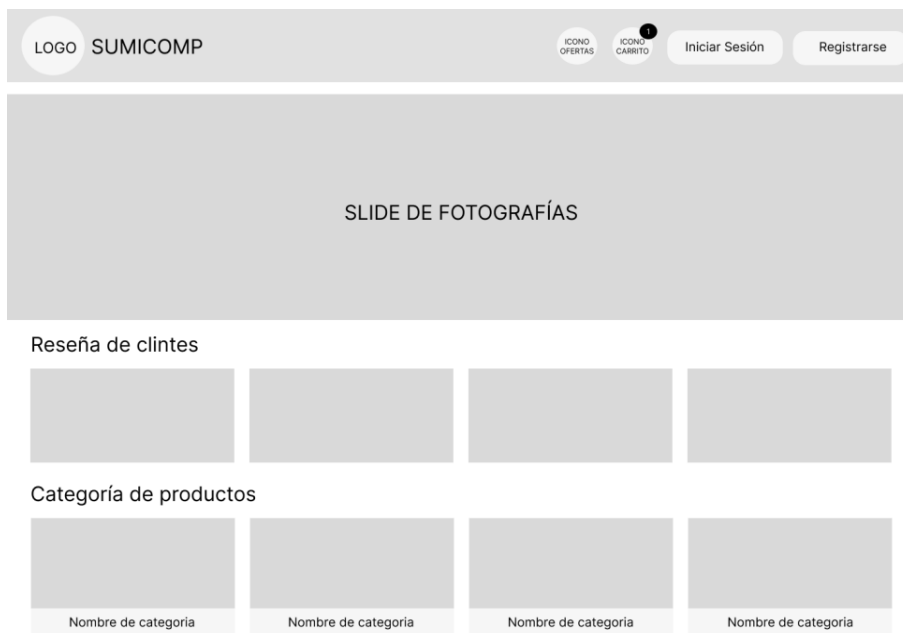 LOGO SUMICOMP
ICONO
OFERTAS
ICONO
CARRITO
1
Iniciar Sesión
Registrarse
SLIDE DE FOTOGRAFÍAS
Reseña de clintes
Categoría de productos
Nombre de categoria
Nombre de categoria
Nombre de categoria
Nombre de categoria